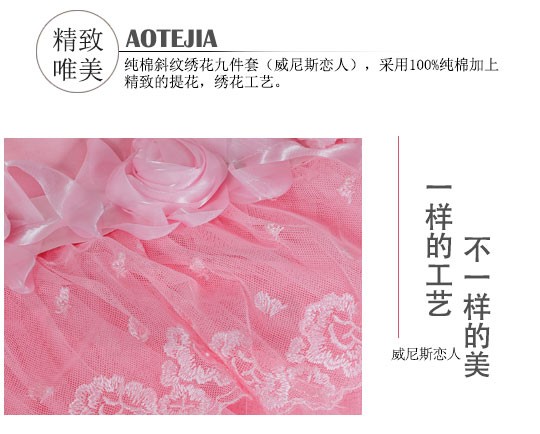 精致
唯美
AOTEJIA
纯棉斜纹绣花九件套（威尼斯恋人），采用100%纯棉加上
精致的提花，绣花工艺。
一样的工艺
不一样的美
威尼斯恋人